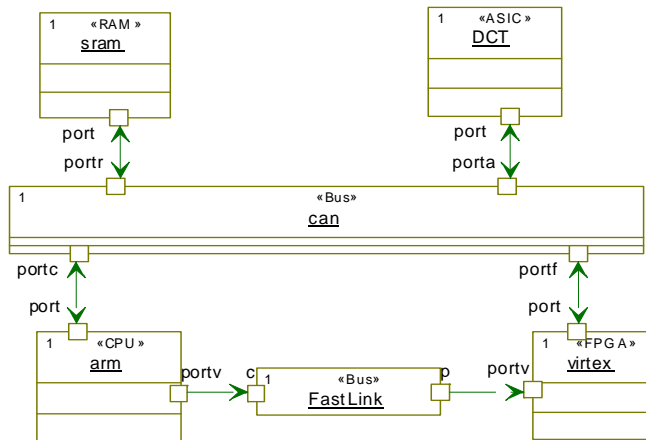 1 «RAM»
sram
1 «ASIC»
DCT
port
port
portr
porta
1 «Bus»
can
portc
portf
port
port
1 «CPU»
arm
1 «FPGA»
virtex
portv
c
1 «Bus»
FastLink
p
portv